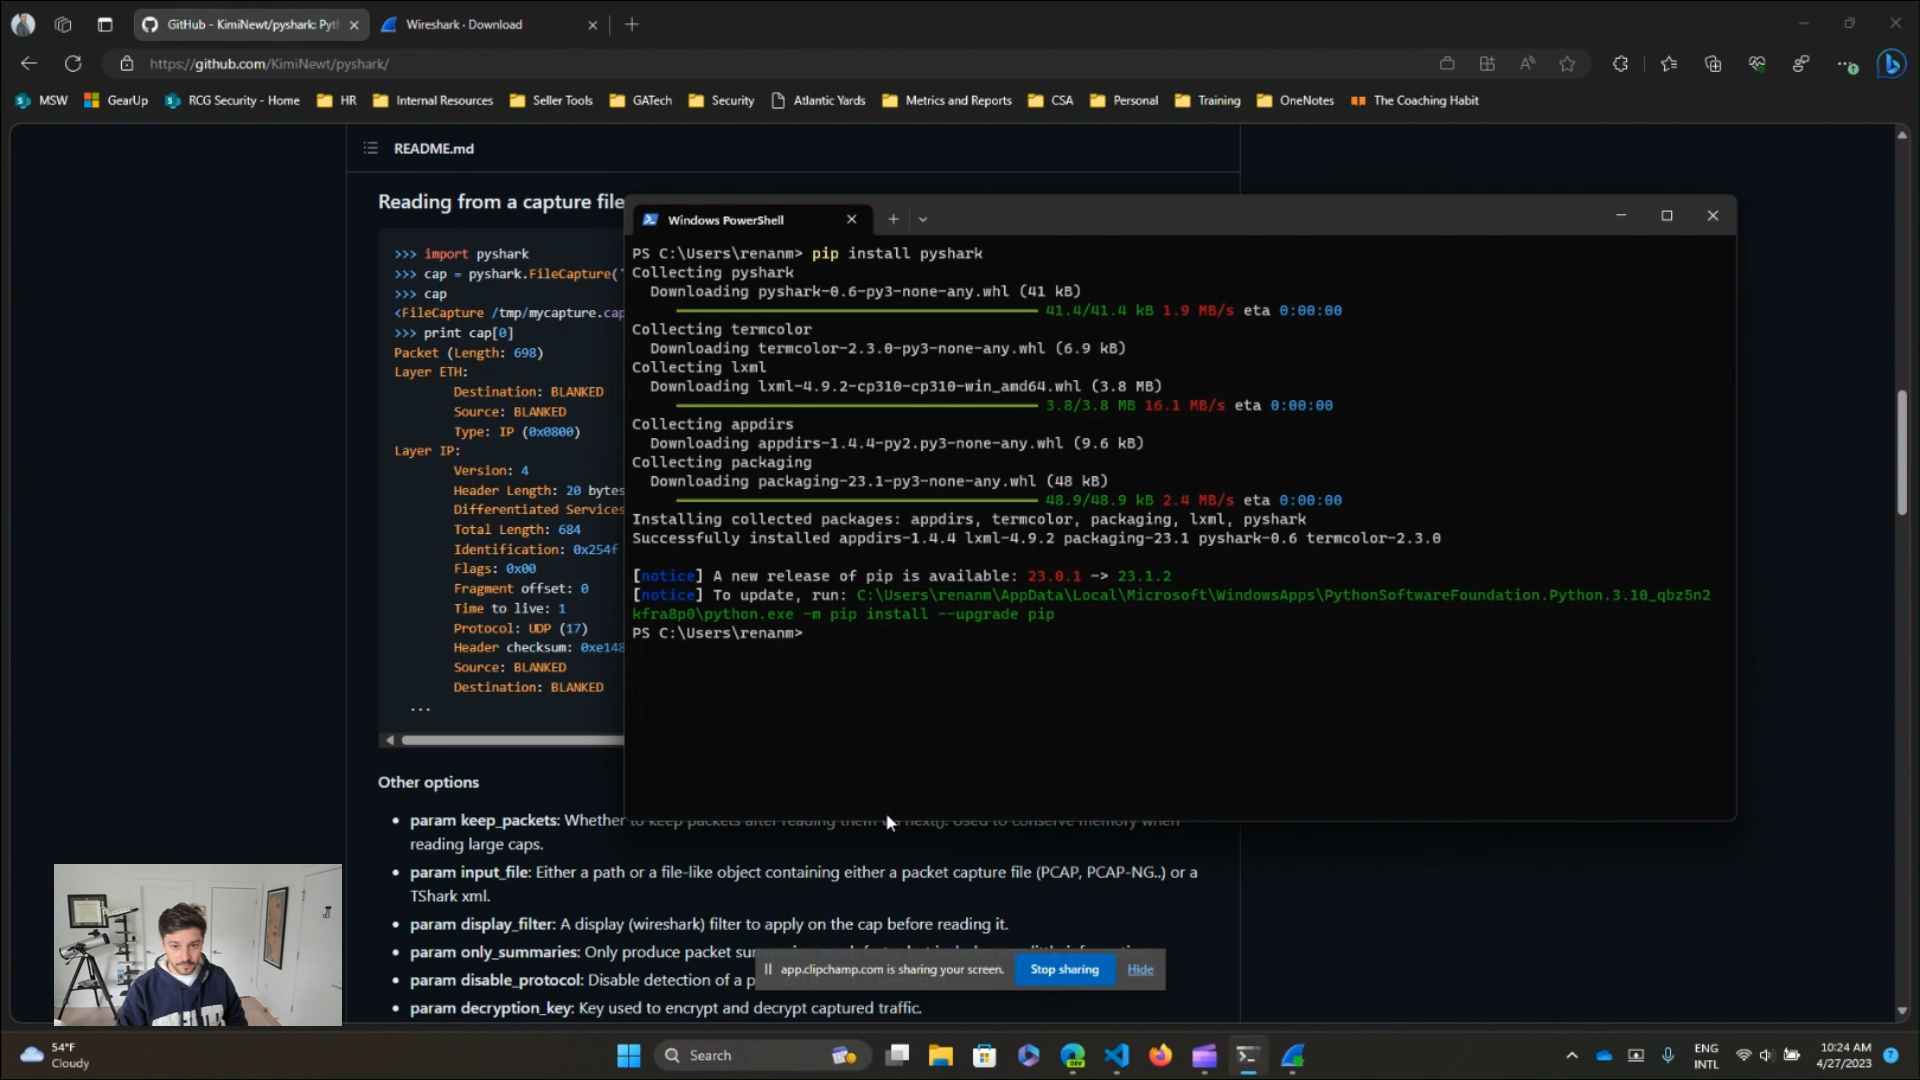 GitHub - KimiNewt/pyshark: Pyth
Wireshark · Download
https://github.com/KimiNewt/pyshark/
MSW
GearUp
RCG Security - Home
HR
Internal Resources
Seller Tools
GATech
Security
Atlantic Yards
Metrics and Reports
CSA
Personal
Training
OneNotes
The Coaching Habit
README.md
Reading from a capture file
>>> import pyshark
>>> cap = pyshark.FileCapture('
>>> cap
<FileCapture /tmp/mycapture.cap
>>> print cap[0]
Packet (Length: 698)
Layer ETH:
Destination: BLANKED
Source: BLANKED
Type: IP (0x0800)
Layer IP:
Version: 4
Header Length: 20 bytes
Differentiated Services
Total Length: 684
Identification: 0x254f
Flags: 0x00
Fragment offset: 0
Time to live: 1
Protocol: UDP (17)
Header checksum: 0xe148
Source: BLANKED
Destination: BLANKED
...
Windows PowerShell
PS C:\Users\renanm> pip install pyshark
Collecting pyshark
Downloading pyshark-0.6-py3-none-any.whl (41 kB)
41.4/41.4 kB 1.9 MB/s eta 0:00:00
Collecting termcolor
Downloading termcolor-2.3.0-py3-none-any.whl (6.9 kB)
Collecting lxml
Downloading lxml-4.9.2-cp310-cp310-win_amd64.whl (3.8 MB)
3.8/3.8 MB 16.1 MB/s eta 0:00:00
Collecting appdirs
Downloading appdirs-1.4.4-py2.py3-none-any.whl (9.6 kB)
Collecting packaging
Downloading packaging-23.1-py3-none-any.whl (48 kB)
48.9/48.9 kB 2.4 MB/s eta 0:00:00
Installing collected packages: appdirs, termcolor, packaging, lxml, pyshark
Successfully installed appdirs-1.4.4 lxml-4.9.2 packaging-23.1 pyshark-0.6 termcolor-2.3.0
[notice] A new release of pip is available: 23.0.1 -> 23.1.2
[notice] To update, run: C:\Users\renanm\AppData\Local\Microsoft\WindowsApps\PythonSoftwareFoundation.Python.3.10_qbz5n2
kfra8p0\python.exe -m pip install --upgrade pip
PS C:\Users\renanm>
Other options
param keep_packets: Whether to keep packets after reading them via next(). Used to conserve memory when
reading large caps.
param input_file: Either a path or a file-like object containing either a packet capture file (PCAP, PCAP-NG..) or a
TShark xml.
param display_filter: A display (wireshark) filter to apply on the cap before reading it.
param only_summaries: Only produce packet
param disable_protocol: Disable detection of a
param decryption_key: Key used to encrypt and decrypt captured traffic.
app.clipchamp.com is sharing your screen.
Stop sharing
Hide
54°F
Cloudy
Search
ENG
INTL
10:24 AM
4/27/2023
7